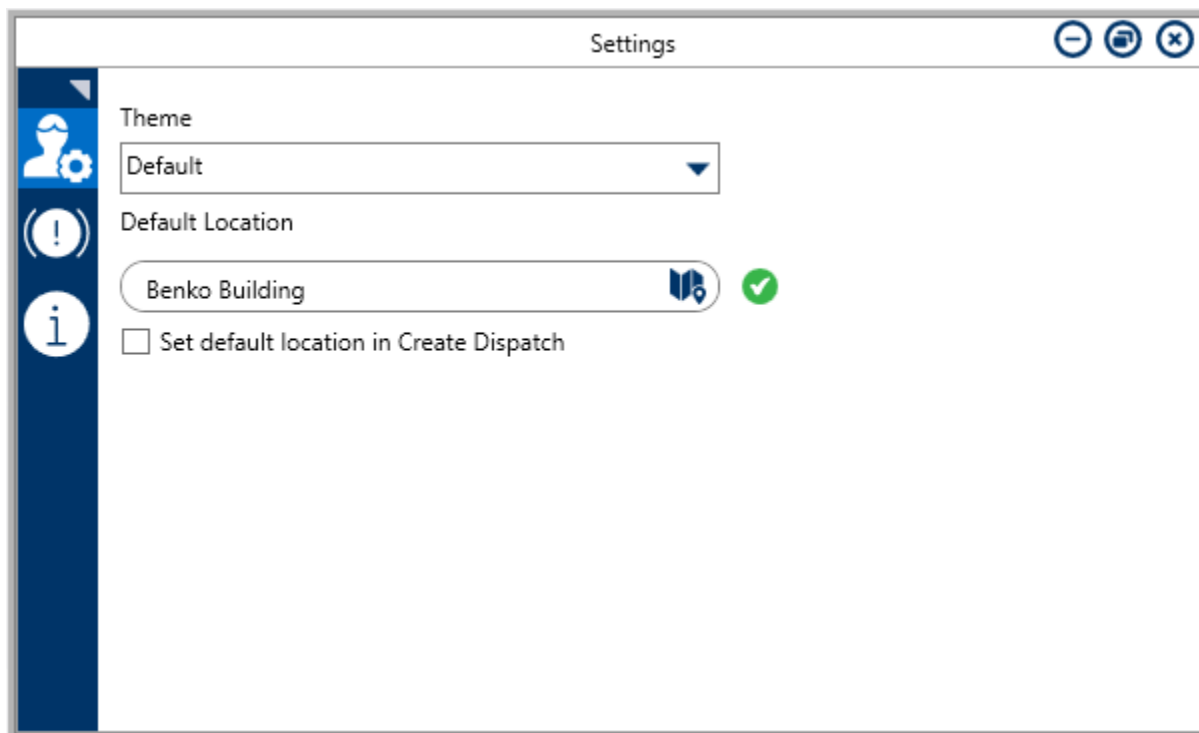 Settings
Theme
Default
Default Location
Benko Building
Set default location in Create Dispatch